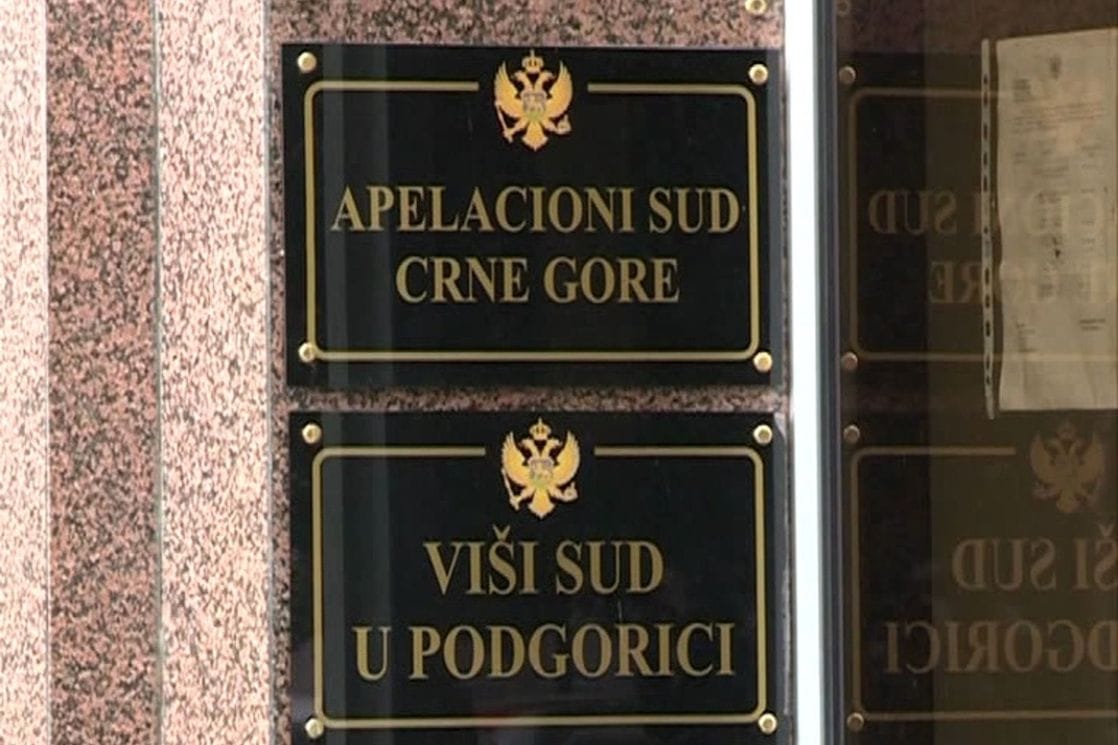 APELACIONI SUD
CRNE GORE
VIŠI SUD
U PODGORICI